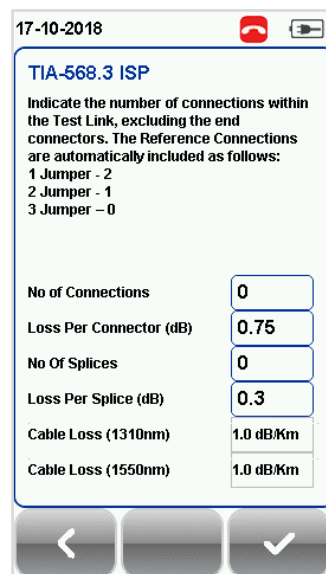 17-10-2018
TIA-568.3 ISP
Indicate the number of connections within
the Test Link, excluding the end
connectors. The Reference Connections
are automatically included as follows:
1 Jumper - 2
2 Jumper - 1
3 Jumper – 0
No of Connections 0
Loss Per Connector (dB) 0.75
No Of Splices 0
Loss Per Splice (dB) 0.3
Cable Loss (1310nm) 1.0 dB/Km
Cable Loss (1550nm) 1.0 dB/Km